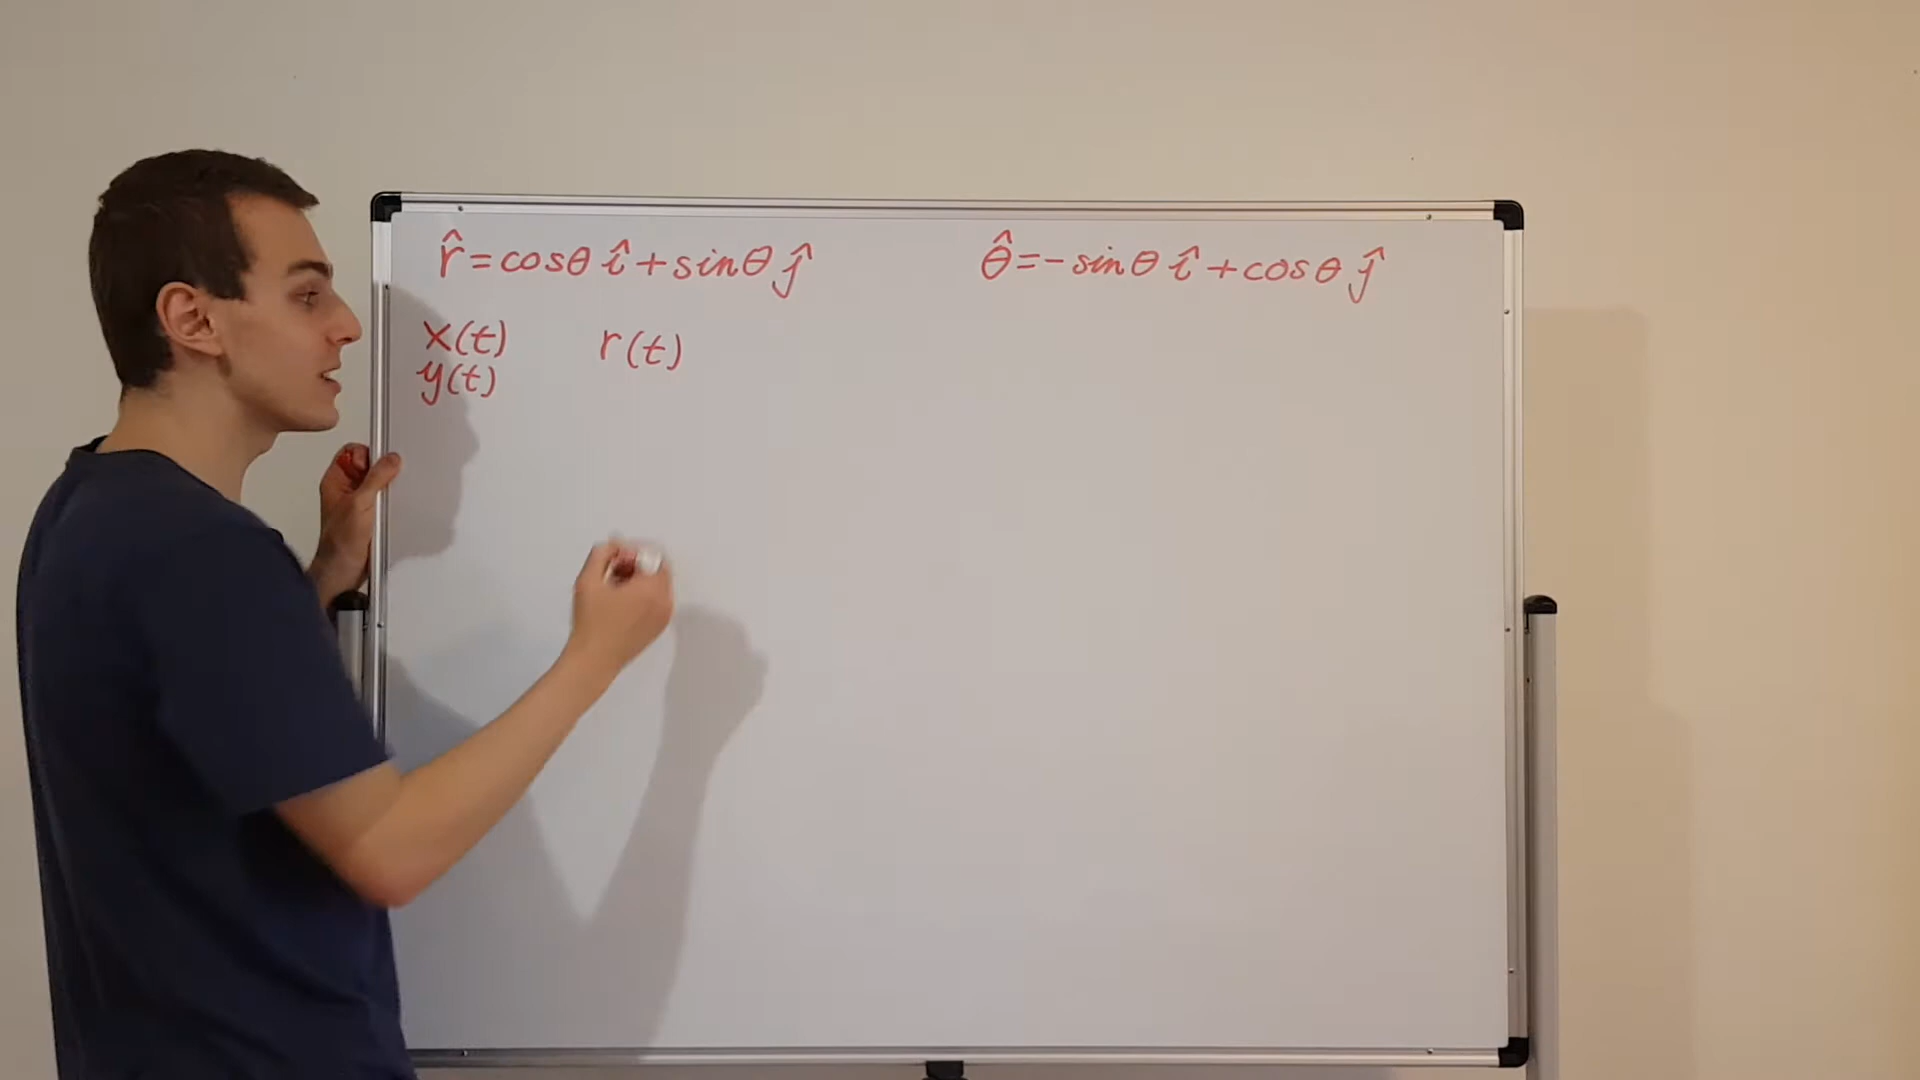 r̂=cosθ î+sinθ ĵ
θ̂=-sinθ î+cosθ ĵ
x(t)
r(t)
y(t)